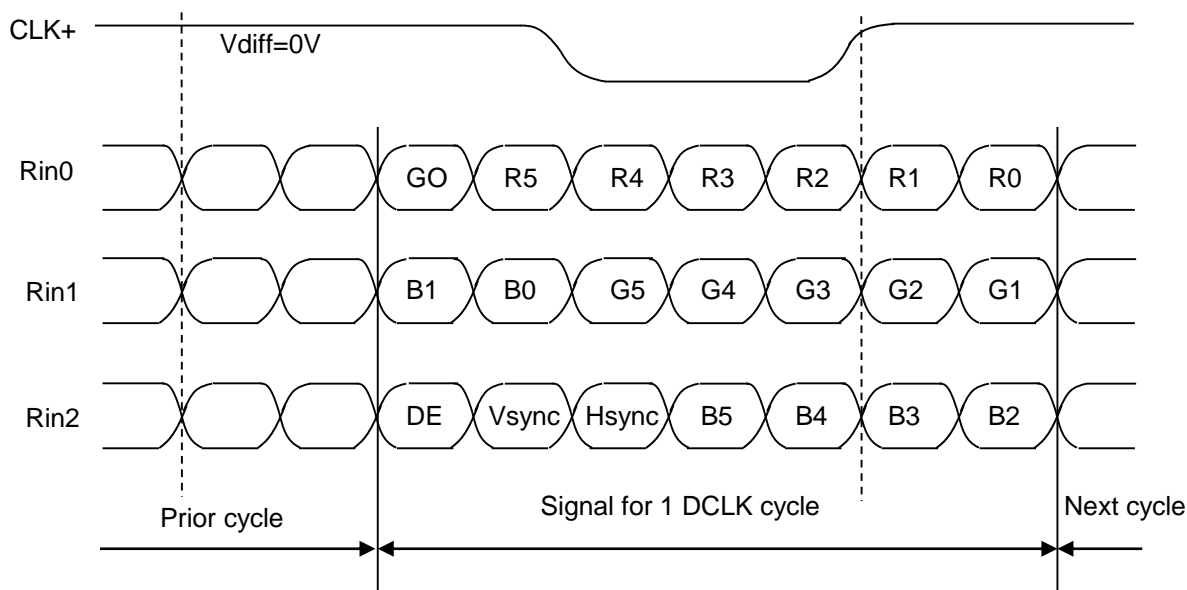 CLK+
Vdiff=0V
Rin0
GO R5 R4 R3 R2 R1 R0
Rin1
B1 B0 G5 G4 G3 G2 G1
Rin2
DE Vsync Hsync B5 B4 B3 B2
Prior cycle
Signal for 1 DCLK cycle
Next cycle